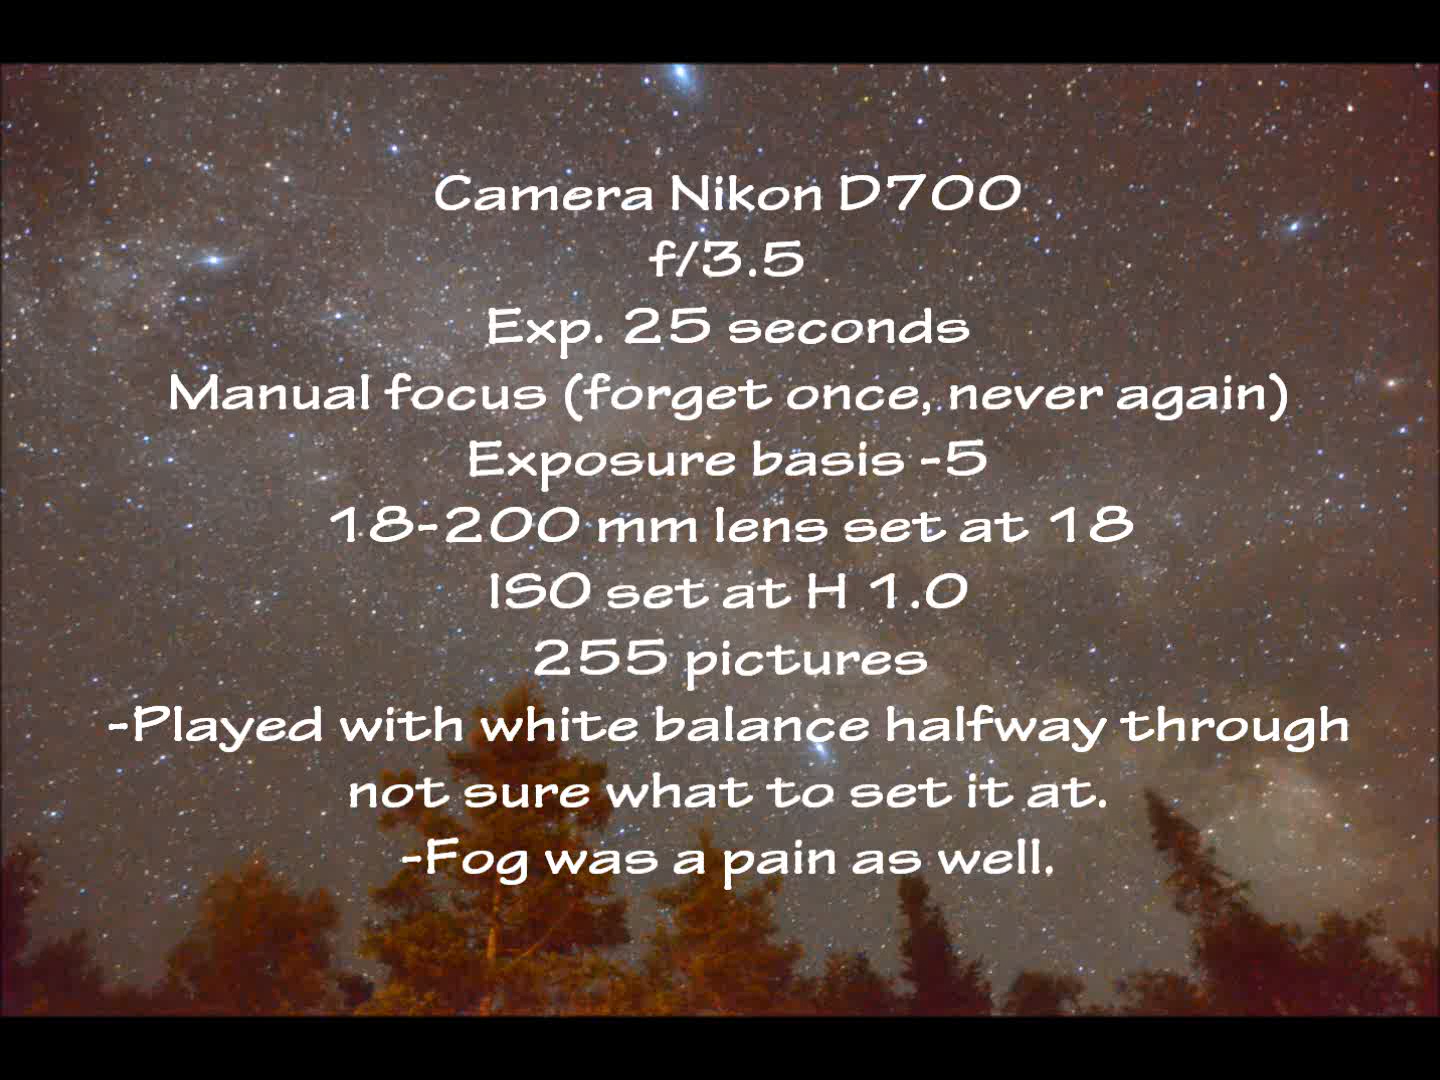 Camera Nikon D700
f/3.5
Exp. 25 seconds
Manual focus (forget once, never again)
Exposure basis -5
18-200 mm lens set at 18
ISO set at H 1.0
255 pictures
-Played with white balance halfway through
not sure what to set it at.
-Fog was a pain as well.